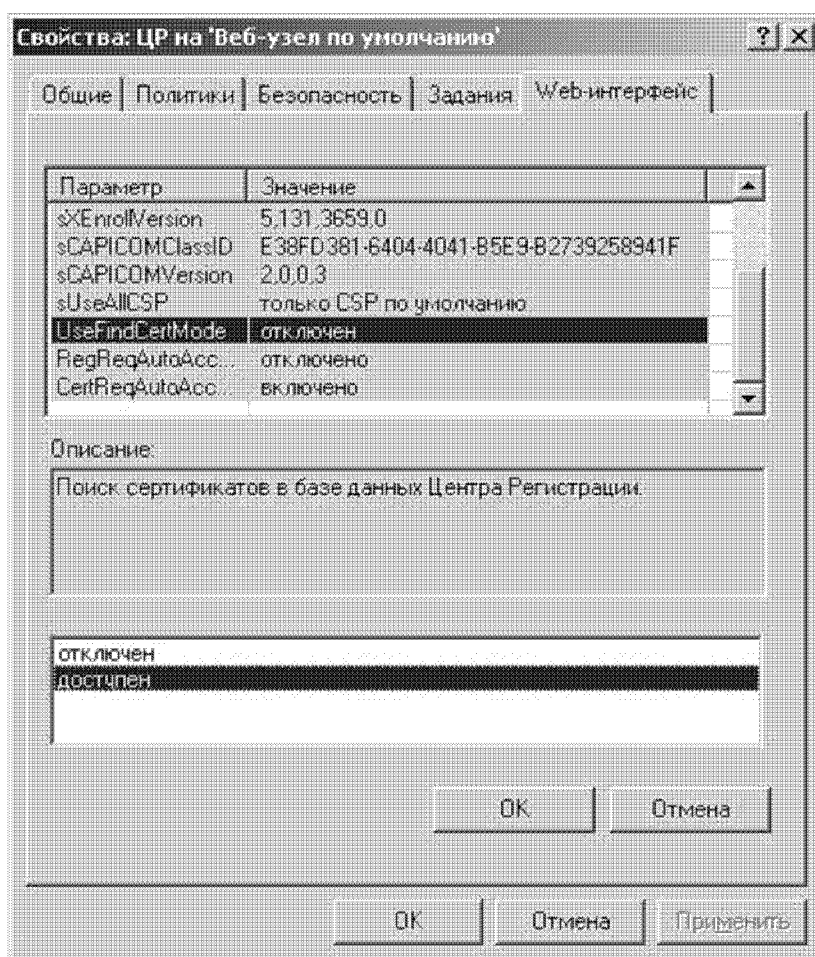 Свойства: ЦР на 'Веб-узел по умолчанию'
Общие Политики Безопасность Задания Web-интерфейс
Параметр Значение
sXEnrollVersion 5,131,3659,0
sCAPICOMClassID E38FD381-6404-4041-B5E9-B2739258941F
sCAPICOMVersion 2,0,0,3
sUseAllCSP только CSP по умолчанию
UseFindCertMode отключен
RegReqAutoAcc... отключено
CertReqAutoAcc... включено
Описание:
Поиск сертификатов в базе данных Центра Регистрации.
отключен
доступен
OK Отмена
OK Отмена Применить